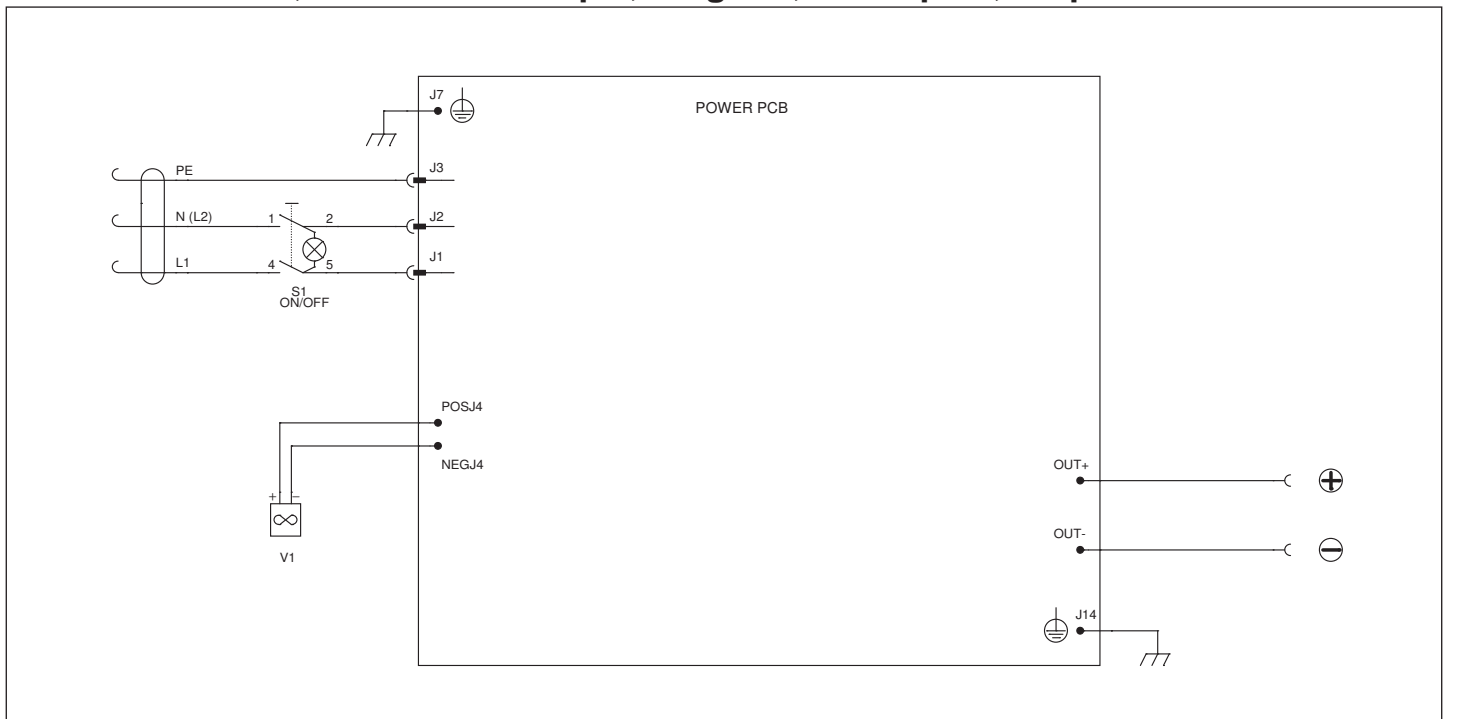 J7
POWER PCB
PE
J3
N (L2)
1
2
J2
L1
4
5
J1
S1
ON/OFF
POSJ4
NEGJ4
+
–
V1
OUT+
OUT-
J14